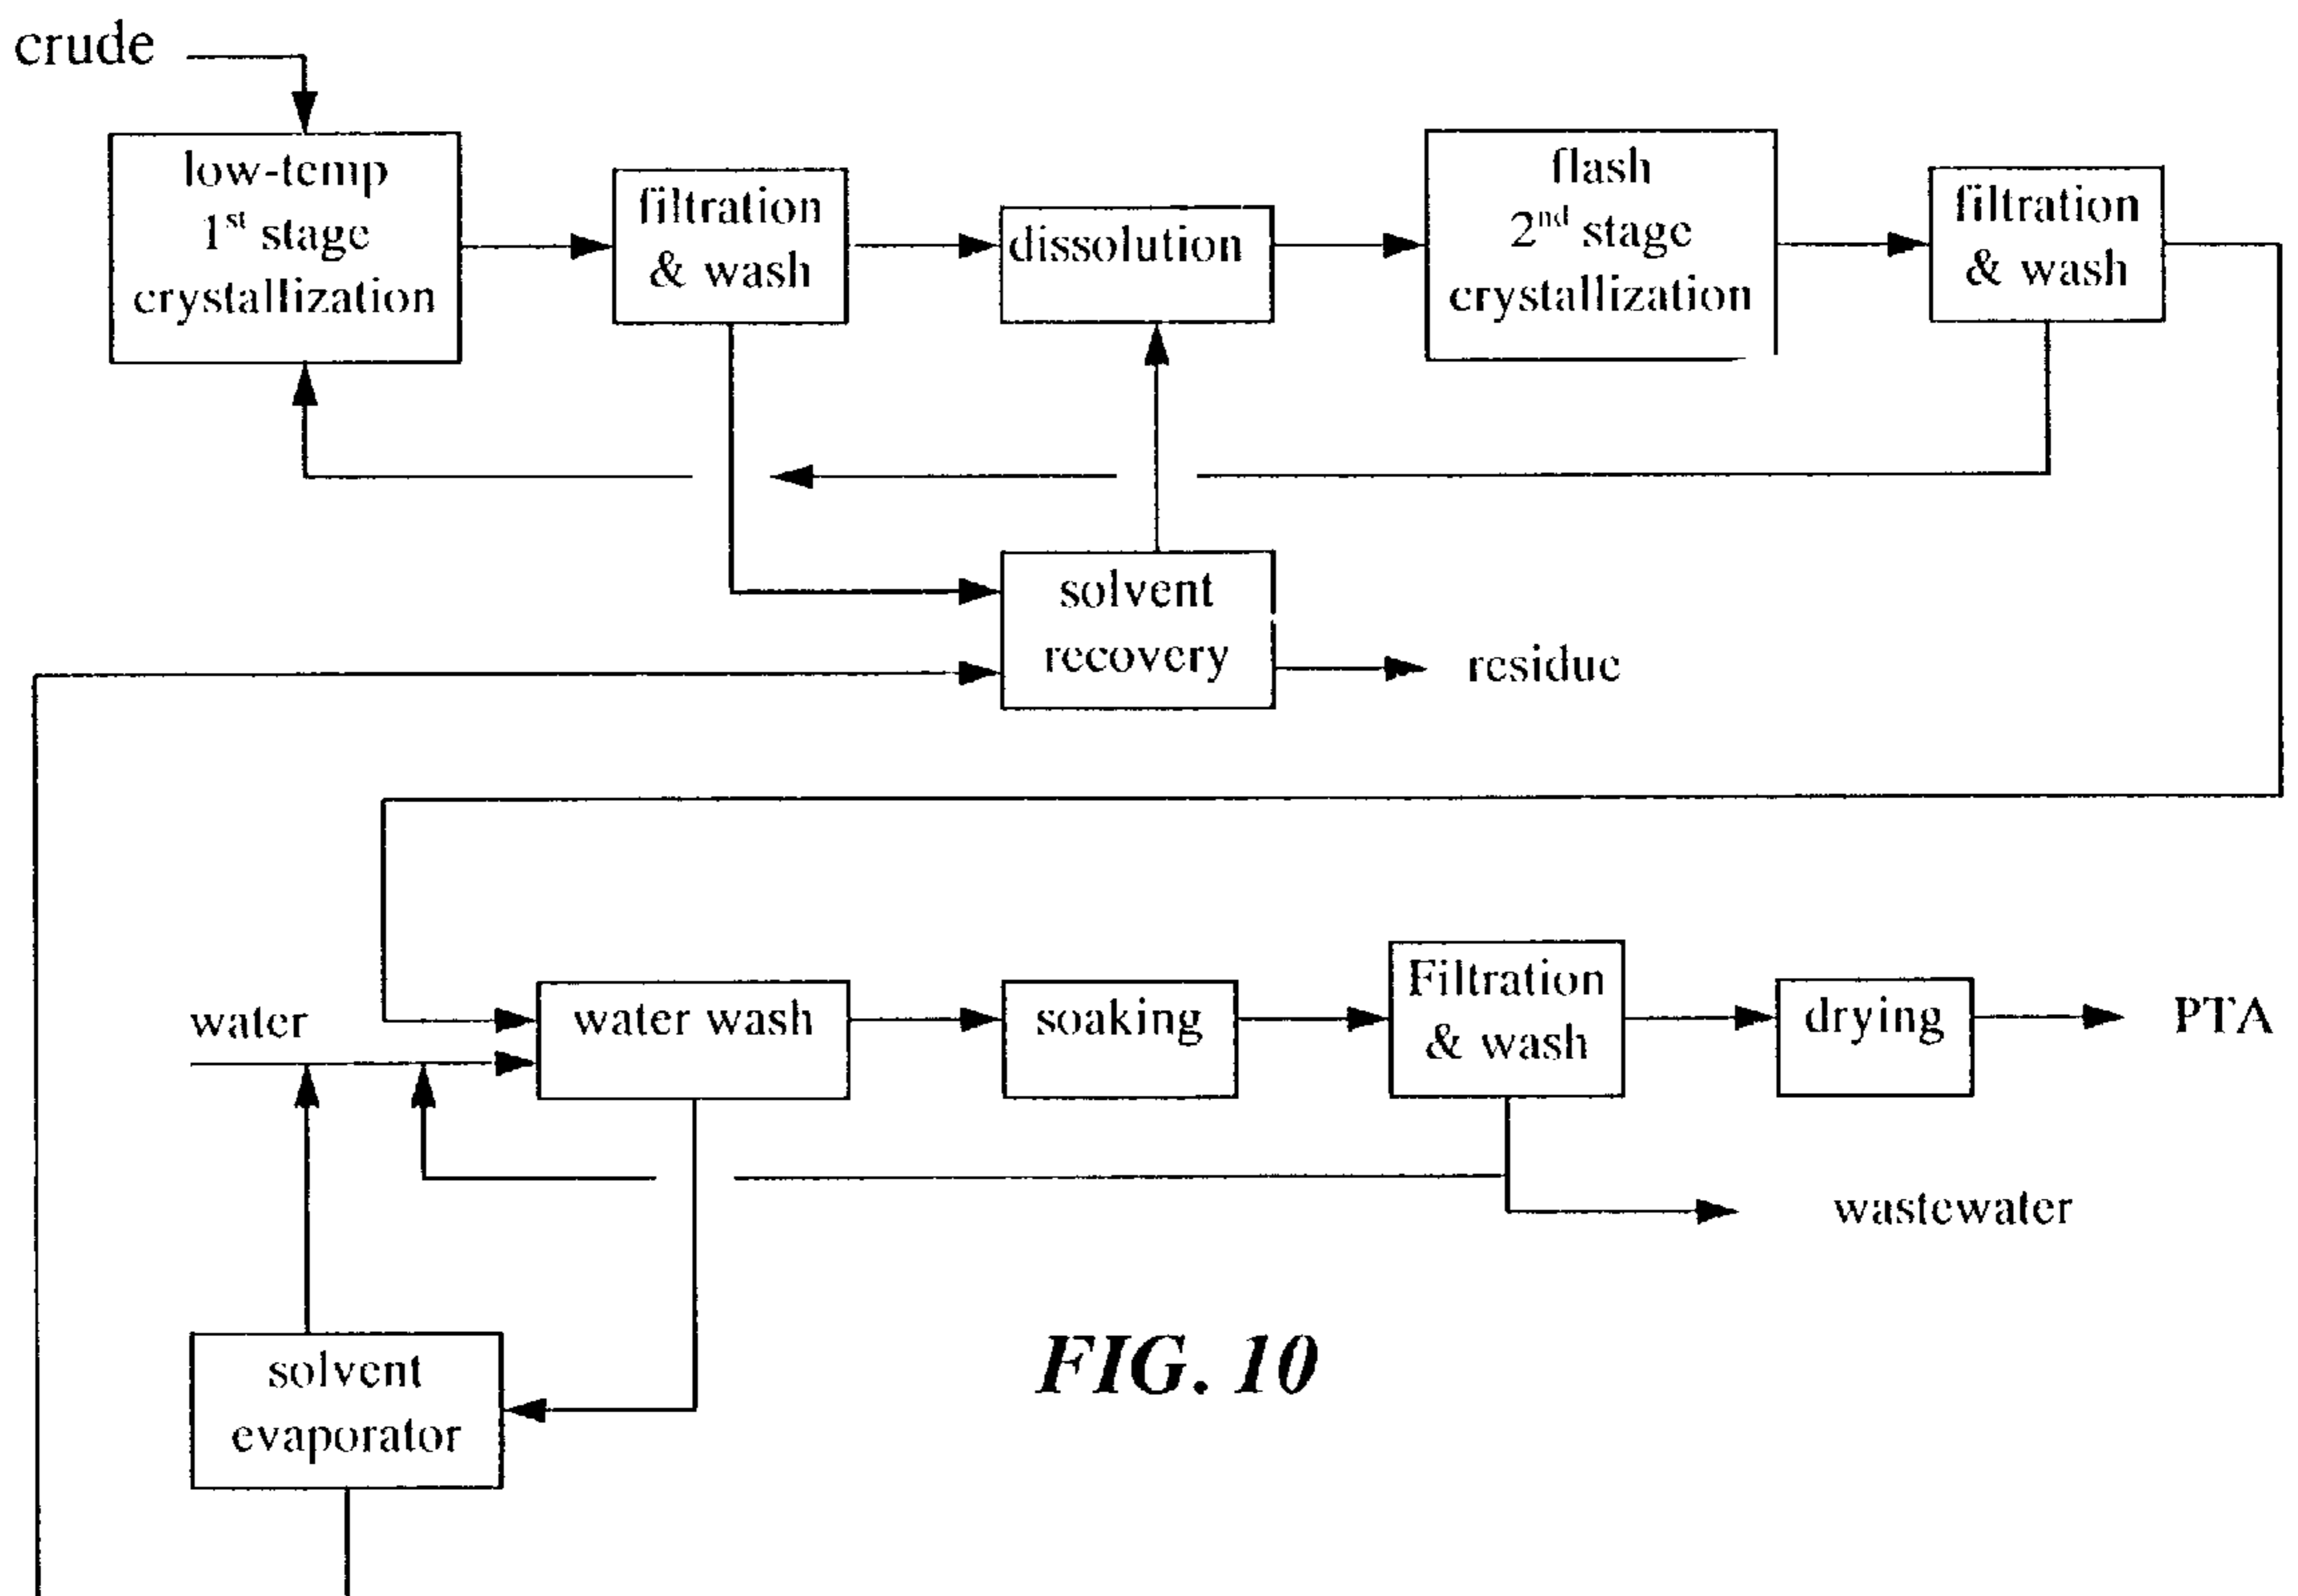 crude
low-temp
1st stage
crystallization
filtration
& wash
dissolution
flash
2nd stage
crystallization
filtration
& wash
solvent
recovery
residue
water
water wash
soaking
Filtration
& wash
drying
PTA
wastewater
solvent
evaporator
FIG. 10